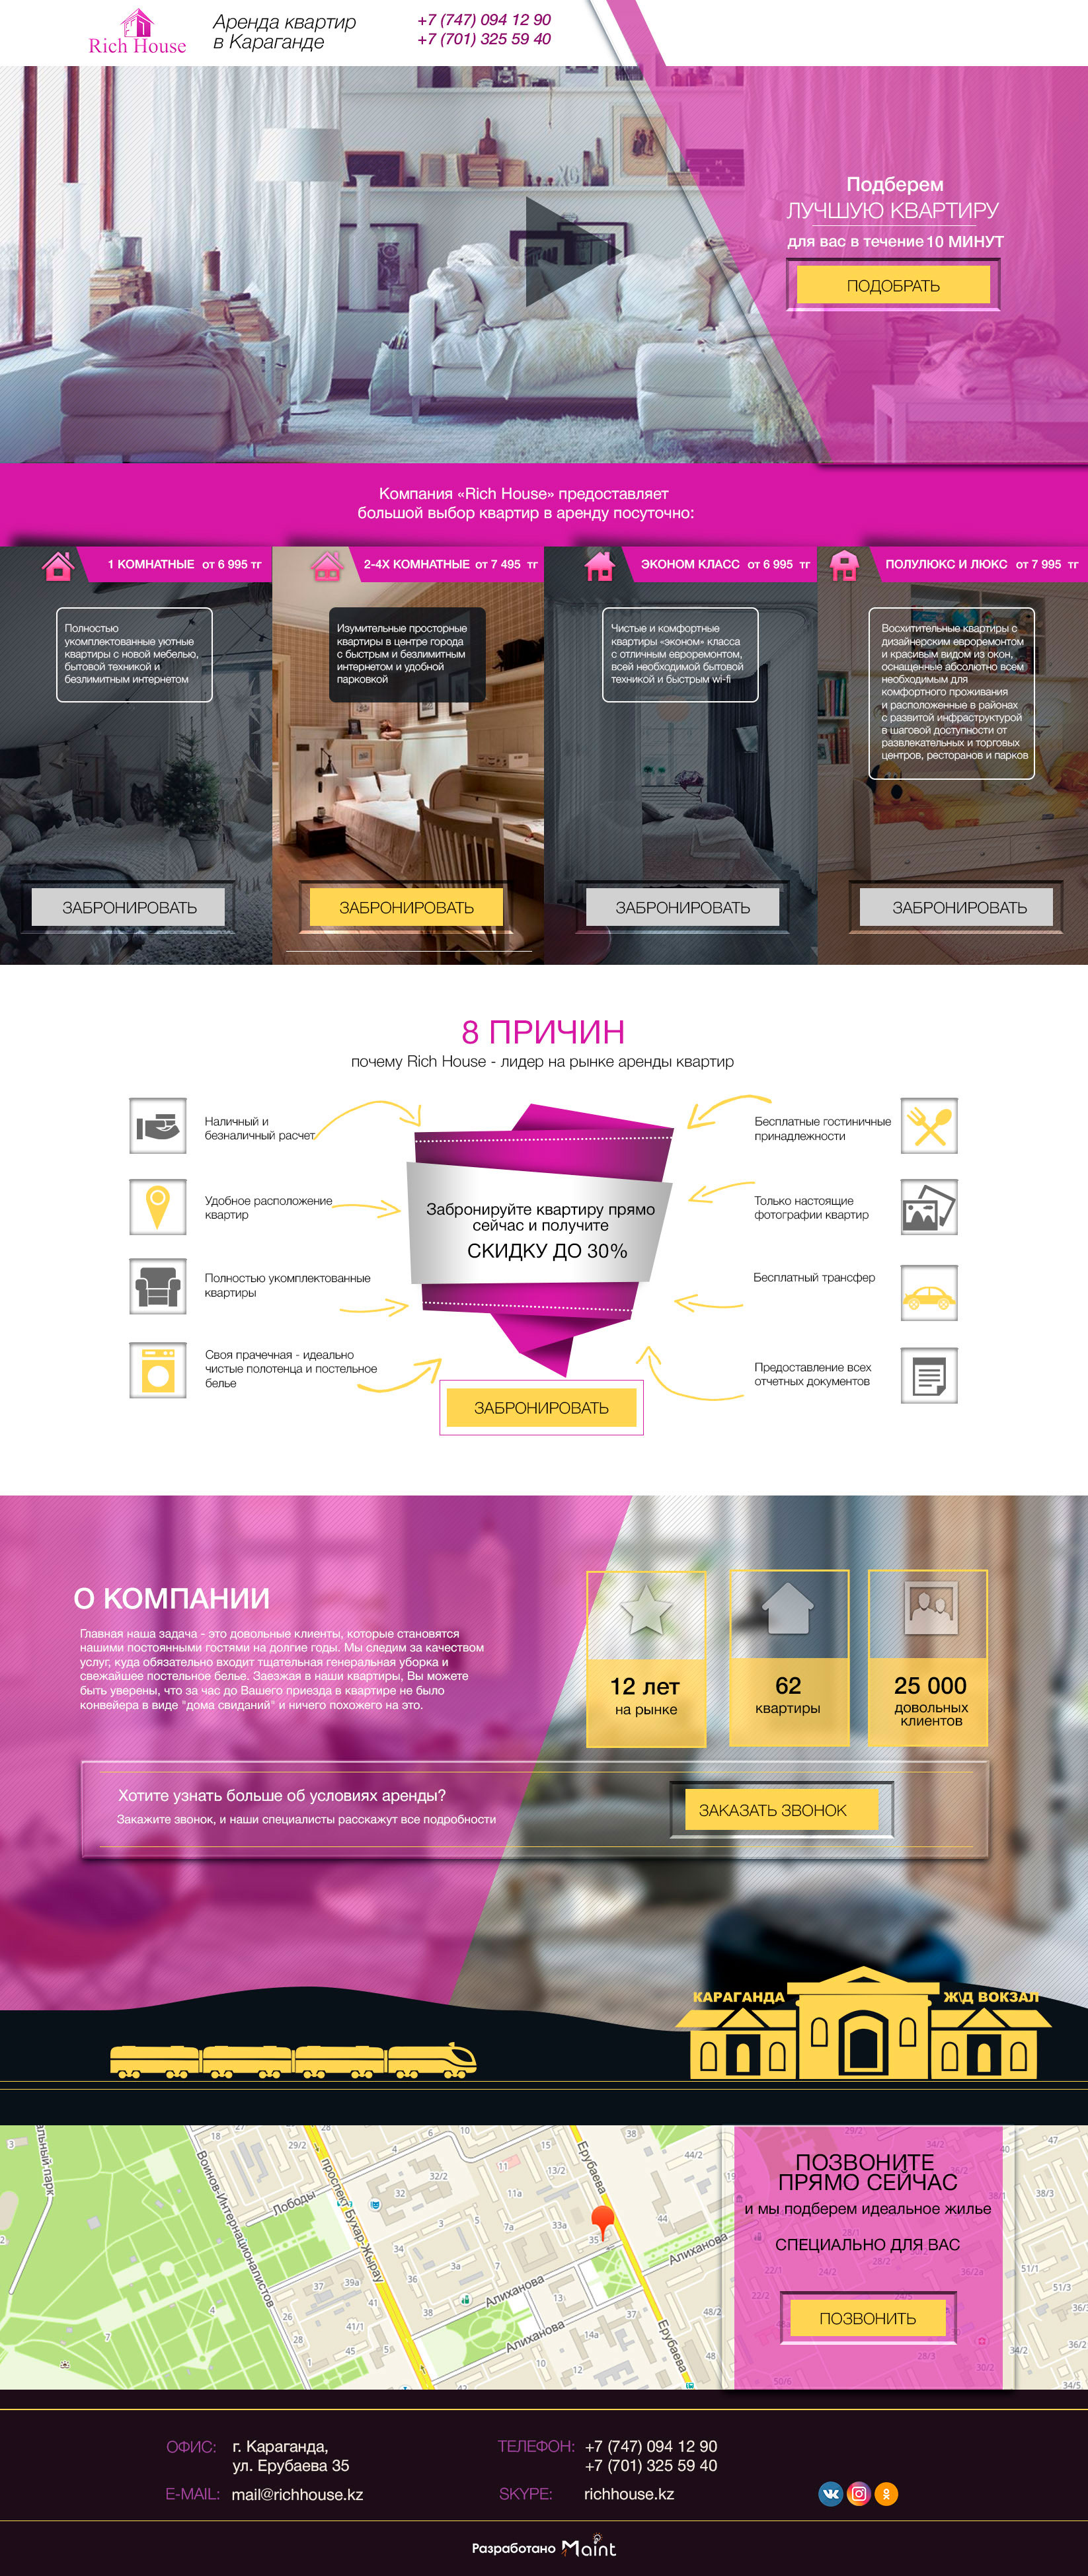 Rich House
Аренда квартир
в Караганде
+7 (747) 094 12 90
+7 (701) 325 59 40
Подберем
ЛУЧШУЮ КВАРТИРУ
для вас в течение 10 МИНУТ
ПОДОБРАТЬ
Компания «Rich House» предоставляет
большой выбор квартир в аренду посуточно:
1 КОМНАТНЫЕ от 6 995 тг
Полностью
укомплектованные уютные
квартиры с новой мебелью,
бытовой техникой и
безлимитным интернетом
ЗАБРОНИРОВАТЬ
2-4Х КОМНАТНЫЕ от 7 495 тг
Изумительные просторные
квартиры в центре города
с быстрым и безлимитным
интернетом и удобной
парковкой
ЗАБРОНИРОВАТЬ
ЭКОНОМ КЛАСС от 6 995 тг
Чистые и комфортные
квартиры «эконом» класса
с отличным евроремонтом,
всей необходимой бытовой
техникой и быстрым wi-fi
ЗАБРОНИРОВАТЬ
ПОЛУЛЮКС И ЛЮКС от 7 995 тг
Восхитительные квартиры с
дизайнерским евроремонтом
и красивым видом из окон,
оснащенные абсолютно всем
необходимым для
комфортного проживания
и расположенные в районах
с развитой инфраструктурой
в шаговой доступности от
развлекательных и торговых
центров, ресторанов и парков
ЗАБРОНИРОВАТЬ
8 ПРИЧИН
почему Rich House - лидер на рынке аренды квартир
Наличный и
безналичный расчет
Удобное расположение
квартир
Полностью укомплектованные
квартиры
Своя прачечная - идеально
чистые полотенца и постельное
белье
Забронируйте квартиру прямо
сейчас и получите
СКИДКУ ДО 30%
ЗАБРОНИРОВАТЬ
Бесплатные гостиничные
принадлежности
Только настоящие
фотографии квартир
Бесплатный трансфер
Предоставление всех
отчетных документов
О КОМПАНИИ
Главная наша задача - это довольные клиенты, которые становятся
нашими постоянными гостями на долгие годы. Мы следим за качеством
услуг, куда обязательно входит тщательная генеральная уборка и
свежайшее постельное белье. Заезжая в наши квартиры, Вы можете
быть уверены, что за час до Вашего приезда в квартире не было
конвейера в виде "дома свиданий" и ничего похожего на это.
12 лет
на рынке
62
квартиры
25 000
довольных
клиентов
Хотите узнать больше об условиях аренды?
Закажите звонок, и наши специалисты расскажут все подробности
ЗАКАЗАТЬ ЗВОНОК
КАРАГАНДА
Ж\Д ВОКЗАЛ
Воинов-Интернационалистов
Лободы
проспект Бухар-Жырау
Ерубаева
Алиханова
Алиханова
Алиханова
Ерубаева
ПОЗВОНИТЕ
ПРЯМО СЕЙЧАС
и мы подберем идеальное жилье
СПЕЦИАЛЬНО ДЛЯ ВАС
ПОЗВОНИТЬ
ОФИС: г. Караганда,
ул. Ерубаева 35
E-MAIL: mail@richhouse.kz
ТЕЛЕФОН: +7 (747) 094 12 90
+7 (701) 325 59 40
SKYPE: richhouse.kz
Разработано Maint